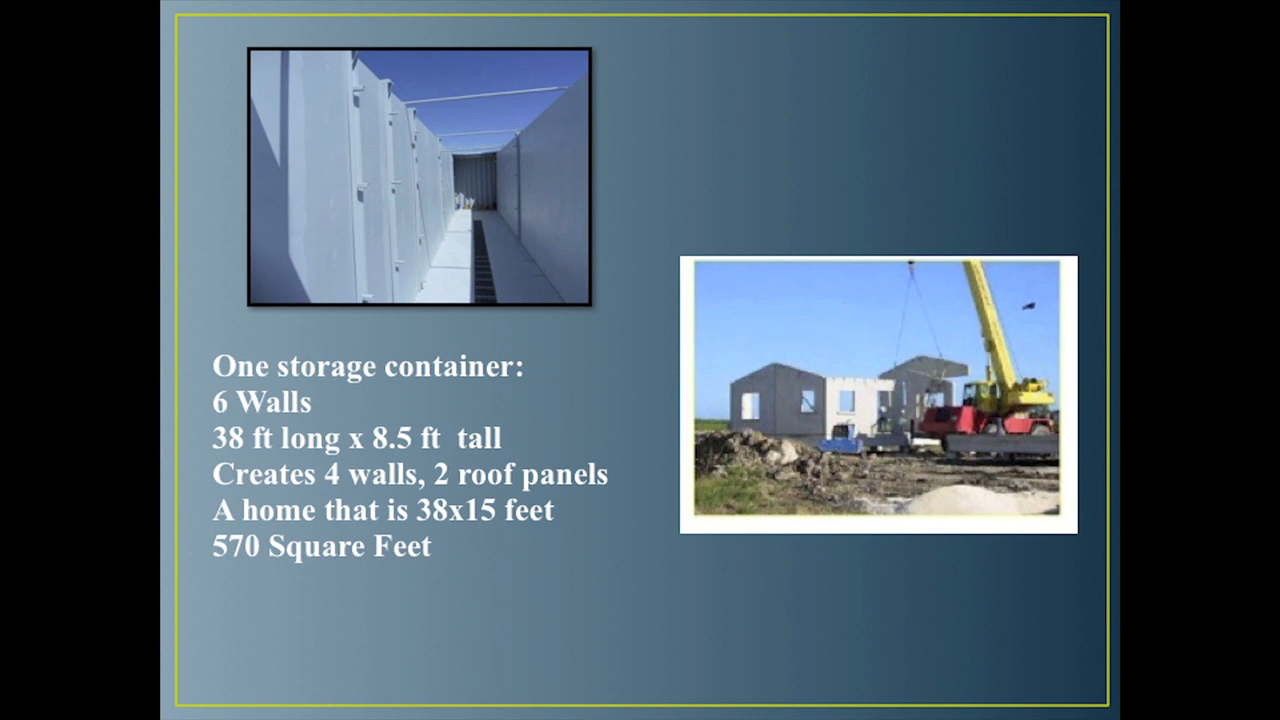 One storage container:
6 Walls
38 ft long x 8.5 ft  tall
Creates 4 walls, 2 roof panels
A home that is 38x15 feet
570 Square Feet